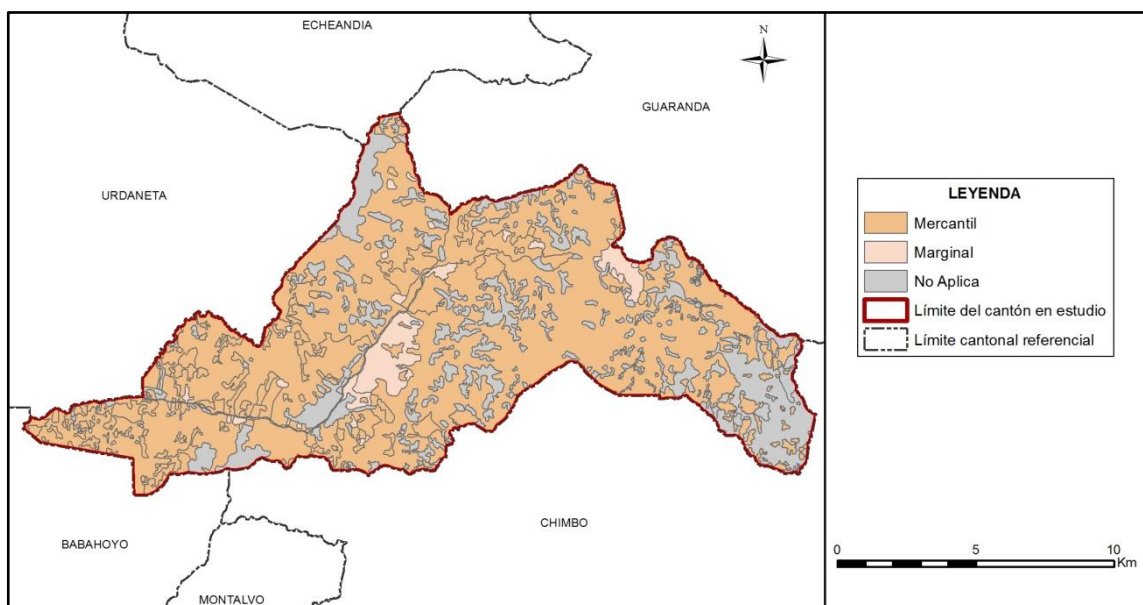 ECHEANDIA
N
GUARANDA
URDANETA
CHIMBO
BABAHOYO
MONTALVO
LEYENDA
Mercantil
Marginal
No Aplica
Límite del cantón en estudio
Límite cantonal referencial
0 5 10
Km